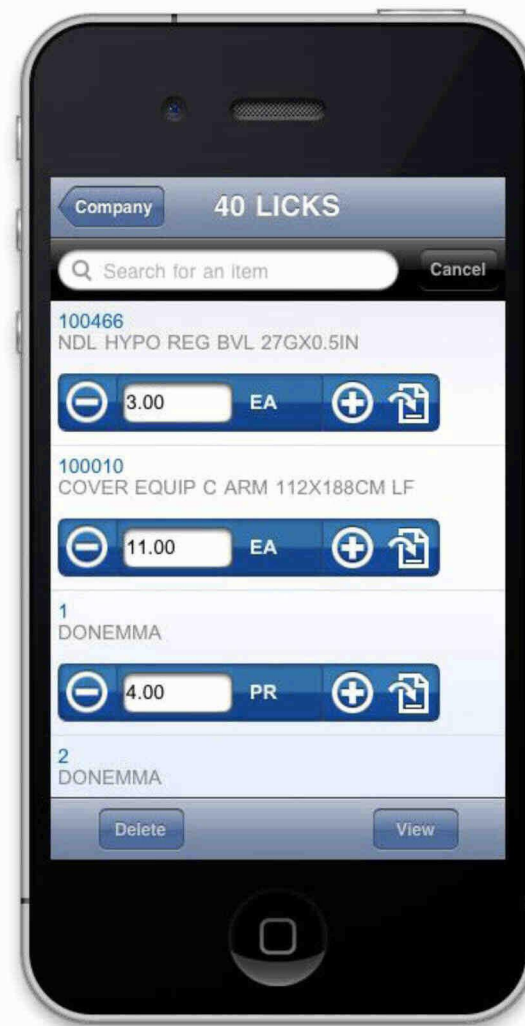 Company
40 LICKS
Search for an item
Cancel
100466
NDL HYPO REG BVL 27GX0.5IN
3.00 EA
100010
COVER EQUIP C ARM 112X188CM LF
11.00 EA
1
DONEMMA
4.00 PR
2
DONEMMA
Delete
View